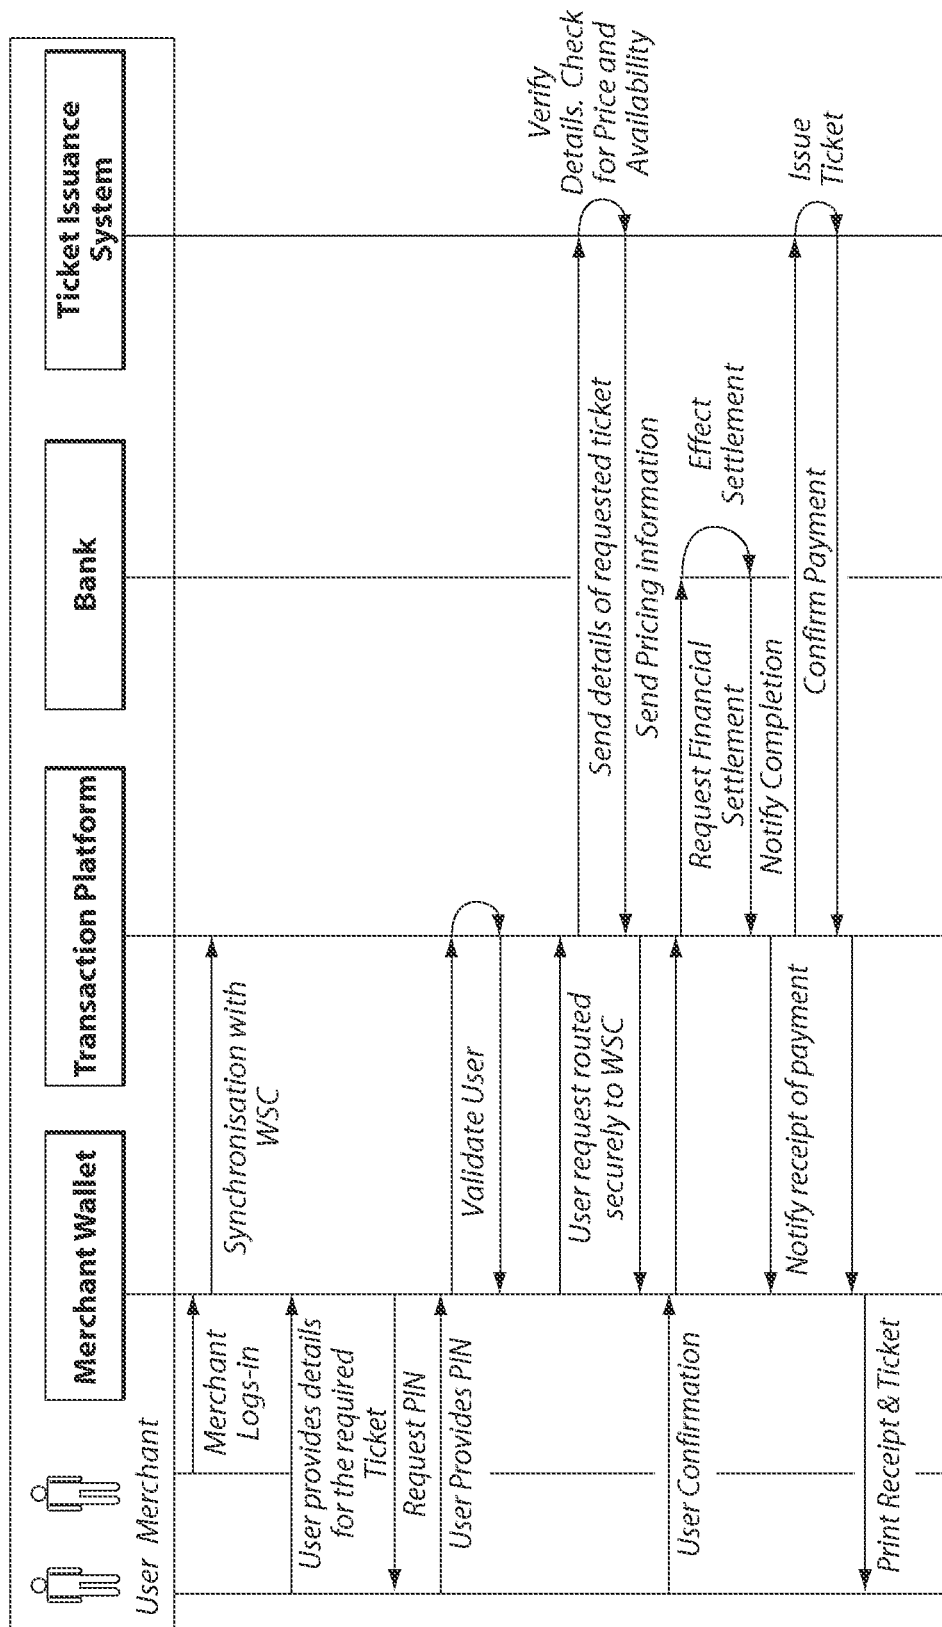 User
Merchant
Merchant Wallet
Transaction Platform
Bank
Ticket Issuance
System
Merchant
Logs-in
Synchronisation with
WSC
User provides details
for the required
Ticket
Request PIN
User Provides PIN
Validate User
User request routed
securely to WSC
Send details of requested ticket
Verify
Details. Check
for Price and
Availability
Send Pricing information
User Confirmation
Request Financial
Settlement
Effect
Settlement
Notify Completion
Notify receipt of payment
Confirm Payment
Issue
Ticket
Print Receipt & Ticket